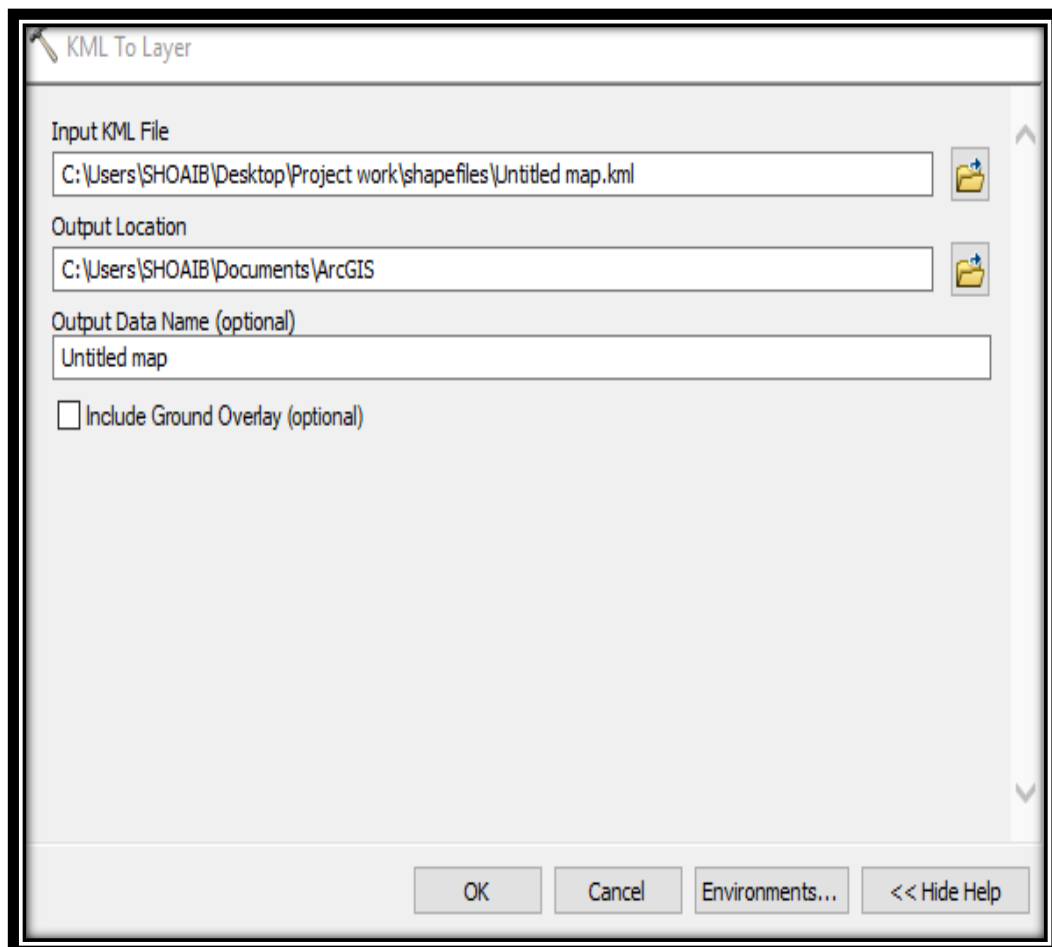 KML To Layer
Input KML File
C:\Users\SHOAIB\Desktop\Project work\shapefiles\Untitled map.kml
Output Location
C:\Users\SHOAIB\Documents\ArcGIS
Output Data Name (optional)
Untitled map
Include Ground Overlay (optional)
OK Cancel Environments... << Hide Help